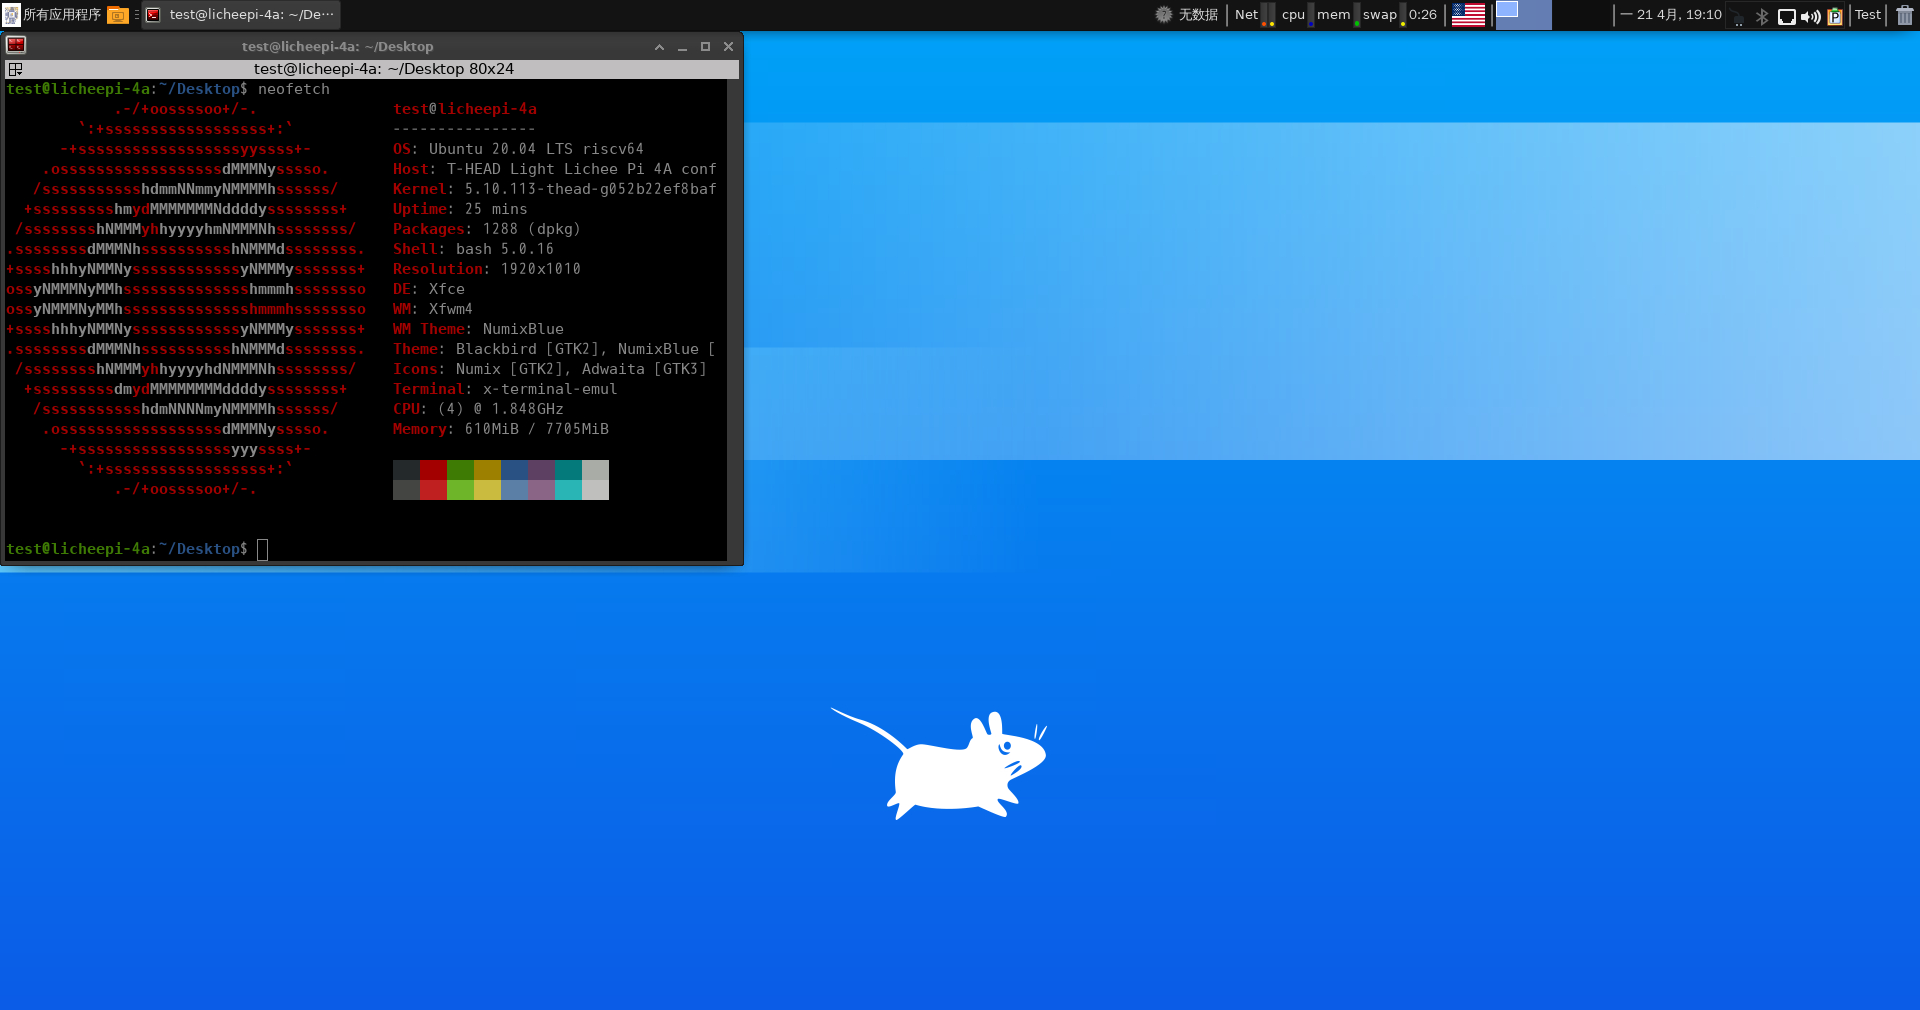 所有应用程序 test@licheepi-4a: ~/De··· 无数据 Net cpu mem swap 0:26 一 21 4月, 19:10 Test
test@licheepi-4a: ~/Desktop
test@licheepi-4a: ~/Desktop 80x24
test@licheepi-4a:~/Desktop$ neofetch
.-/+oossssoo+/-. test@licheepi-4a
`:+ssssssssssssssssss+:` ----------------
-+ssssssssssssssssssyyssss+- OS: Ubuntu 20.04 LTS riscv64
.ossssssssssssssssssdMMMNysssso. Host: T-HEAD Light Lichee Pi 4A conf
/ssssssssssshdmmNNmmyNMMMMhssssss/ Kernel: 5.10.113-thead-g052b22ef8baf
+ssssssssshmydMMMMMMMNddddyssssssss+ Uptime: 25 mins
/sssssssshNMMMyhhyyyyhmNMMMNhssssssss/ Packages: 1288 (dpkg)
.ssssssssdMMMNhsssssssssshNMMMdssssssss. Shell: bash 5.0.16
+sssshhhyNMMNyssssssssssssyNMMMysssssss+ Resolution: 1920x1010
ossyNMMMNyMMhsssssssssssssshmmmhssssssso DE: Xfce
ossyNMMMNyMMhsssssssssssssshmmmhssssssso WM: Xfwm4
+sssshhhyNMMNyssssssssssssyNMMMysssssss+ WM Theme: NumixBlue
.ssssssssdMMMNhsssssssssshNMMMdssssssss. Theme: Blackbird [GTK2], NumixBlue [
/sssssssshNMMMyhhyyyyhdNMMMNhssssssss/ Icons: Numix [GTK2], Adwaita [GTK3]
+sssssssssdmydMMMMMMMMddddyssssssss+ Terminal: x-terminal-emul
/ssssssssssshdmNNNNmyNMMMMhssssss/ CPU: (4) @ 1.848GHz
.ossssssssssssssssssdMMMNysssso. Memory: 610MiB / 7705MiB
-+sssssssssssssssssyyyssss+-
`:+ssssssssssssssssss+:`
.-/+oossssoo+/-.
test@licheepi-4a:~/Desktop$